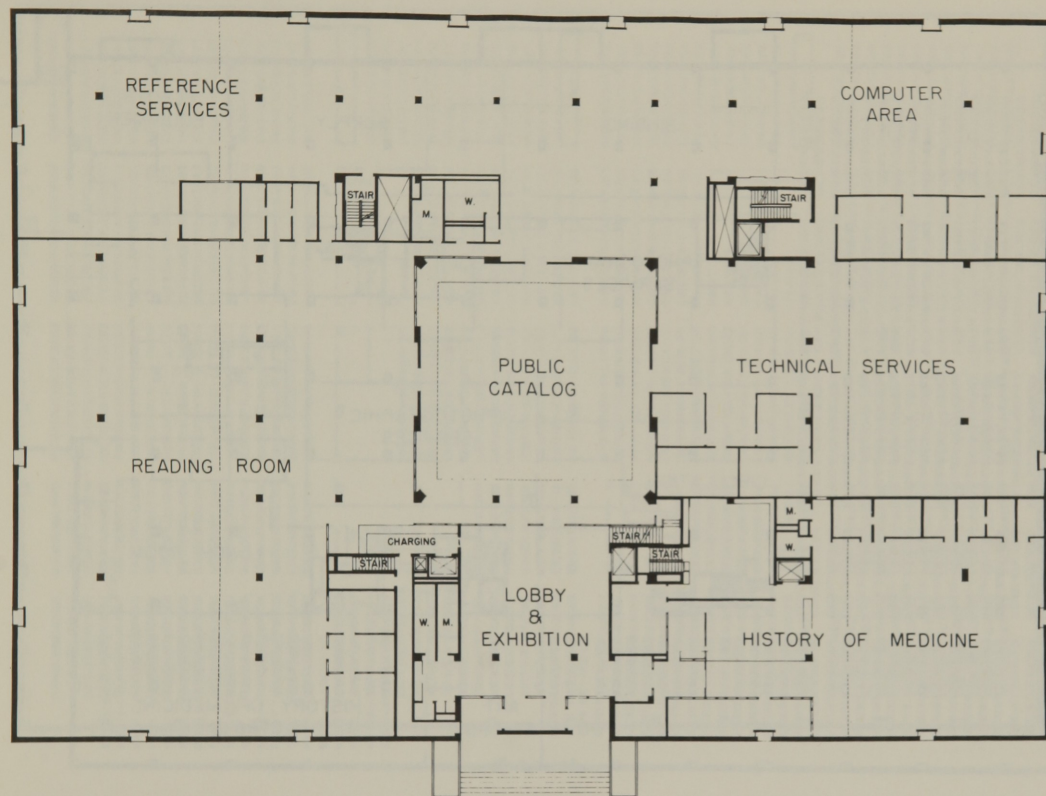 REFERENCE
SERVICES
COMPUTER
AREA
STAIR
M.
W.
STAIR
PUBLIC
CATALOG
TECHNICAL SERVICES
READING ROOM
CHARGING
STAIR
STAIR
STAIR
M.
W.
LOBBY
&
EXHIBITION
W.
M.
HISTORY OF MEDICINE